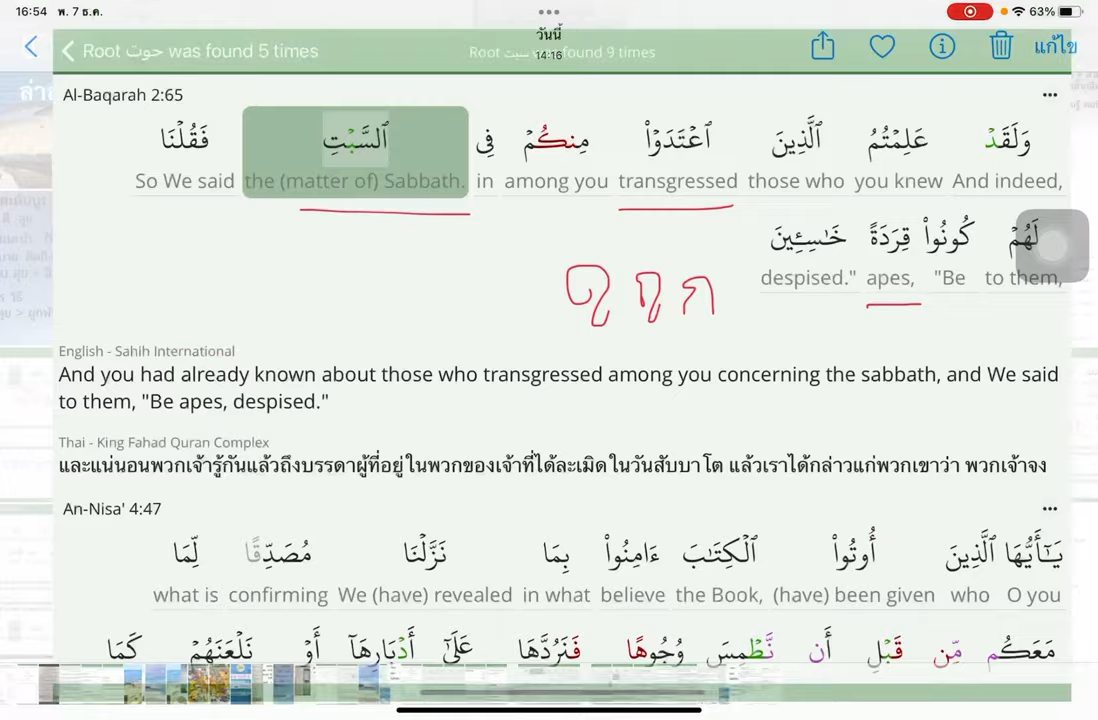 16:54 พ. 7 ธ.ค.
63%
วันนี้
14:16
แก้ไข
Root حوت was found 5 times
Root سبت was found 9 times
Al-Baqarah 2:65
وَلَقَدْ عَلِمْتُمُ ٱلَّذِينَ ٱعْتَدَوْا۟ مِنكُمْ فِى ٱلسَّبْتِ فَقُلْنَا
So We said the (matter of) Sabbath. in among you transgressed those who you knew And indeed,
لَهُمْ كُونُوا۟ قِرَدَةً خَـٰسِـِٔينَ
despised." apes, "Be to them,
English - Sahih International
And you had already known about those who transgressed among you concerning the sabbath, and We said
to them, "Be apes, despised."
Thai - King Fahad Quran Complex
และแน่นอนพวกเจ้ารู้กันแล้วถึงบรรดาผู้ที่อยู่ในพวกของเจ้าที่ได้ละเมิดในวันสับบาโต แล้วเราได้กล่าวแก่พวกเขาว่า พวกเจ้าจง
An-Nisa' 4:47
يَـٰٓأَيُّهَا ٱلَّذِينَ أُوتُوا۟ ٱلْكِتَـٰبَ ءَامِنُوا۟ بِمَا نَزَّلْنَا مُصَدِّقًا لِّمَا
what is confirming We (have) revealed in what believe the Book, (have) been given who O you
مَعَكُم مِّن قَبْلِ أَن نَّطْمِسَ وُجُوهًا فَنَرُدَّهَا عَلَىٰٓ أَدْبَارِهَآ أَوْ نَلْعَنَهُمْ كَمَا